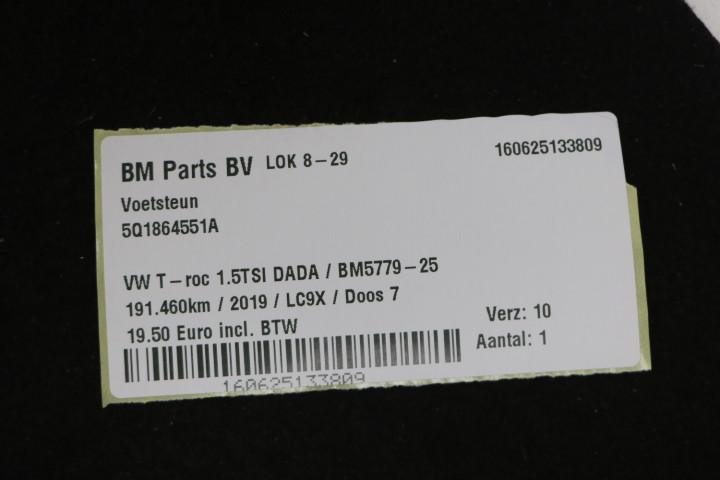 BM Parts BV LOK 8-29 160625133809
Voetsteun
5Q1864551A
VW T-roc 1.5TSI DADA / BM5779-25
191.460km / 2019 / LC9X / Doos 7
19.50 Euro incl. BTW
Verz: 10
Aantal: 1
160625133809